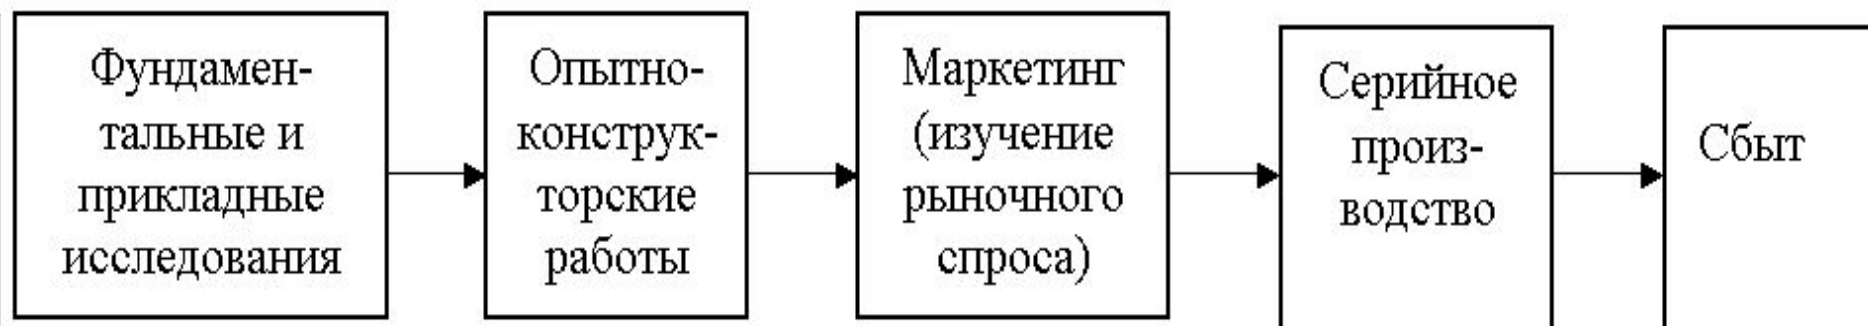 Фундамен-
тальные и
прикладные
исследования
Опытно-
конструк-
торские
работы
Маркетинг
(изучение
рыночного
спроса)
Серийное
произ-
водство
Сбыт